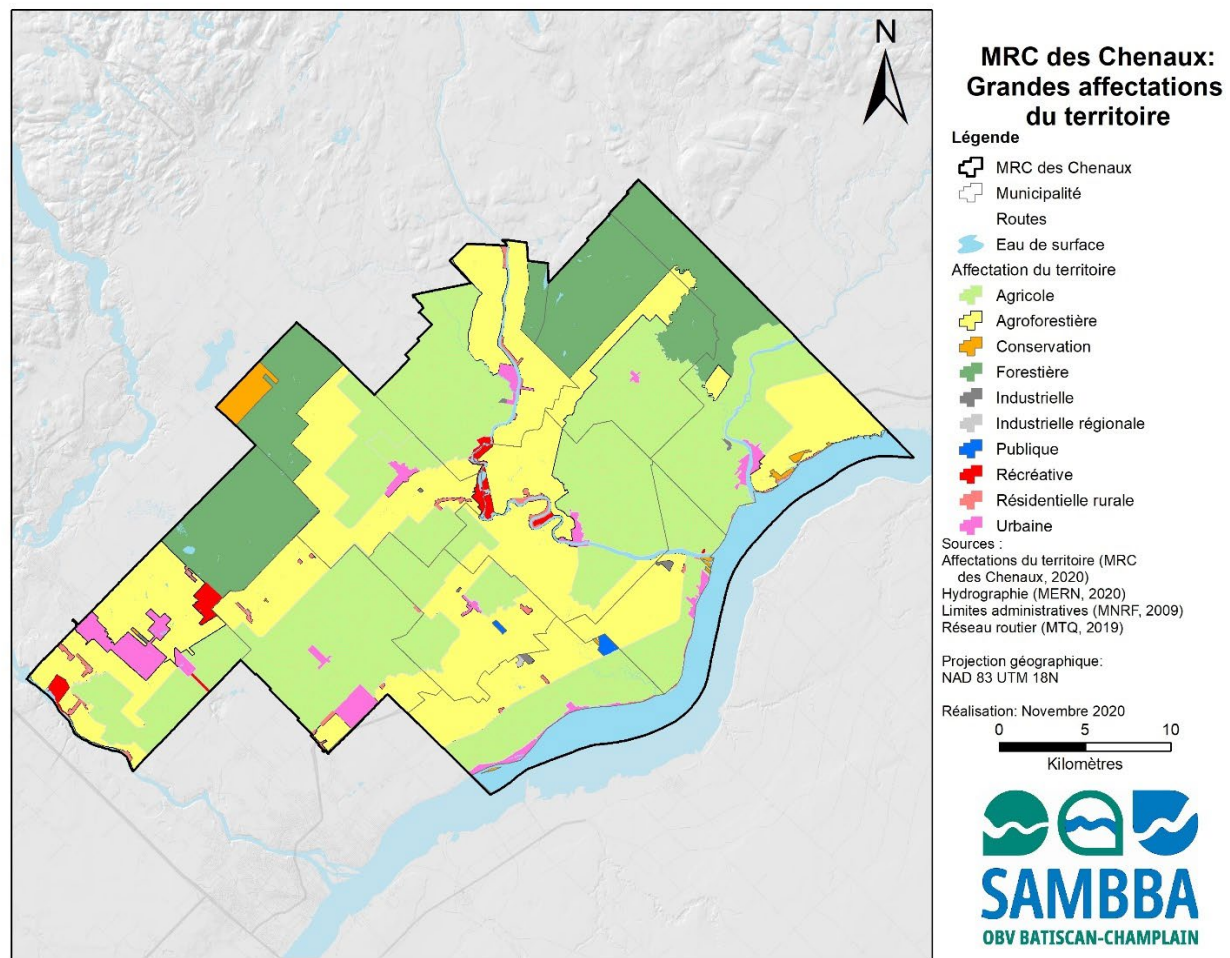 N
MRC des Chenaux:
Grandes affectations
du territoire
Légende
MRC des Chenaux
Municipalité
Routes
Eau de surface
Affectation du territoire
Agricole
Agroforestière
Conservation
Forestière
Industrielle
Industrielle régionale
Publique
Récréative
Résidentielle rurale
Urbaine
Sources :
Affectations du territoire (MRC
des Chenaux, 2020)
Hydrographie (MERN, 2020)
Limites administratives (MNRF, 2009)
Réseau routier (MTQ, 2019)
Projection géographique:
NAD 83 UTM 18N
Réalisation: Novembre 2020
0 5 10
Kilomètres
SAMBBA
OBV BATISCAN-CHAMPLAIN